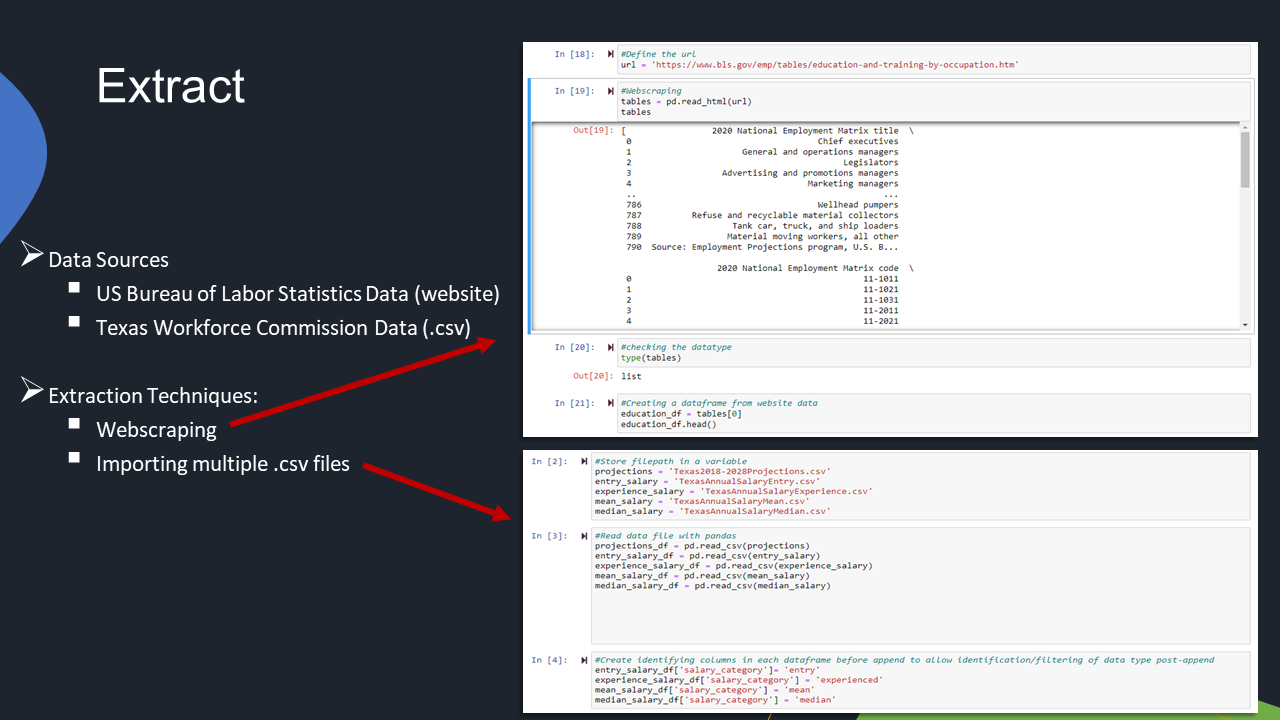 Extract
Data Sources
US Bureau of Labor Statistics Data (website)
Texas Workforce Commission Data (.csv)
Extraction Techniques:
Webscraping
Importing multiple .csv files
In [18]: #Define the url
url = 'https://www.bls.gov/emp/tables/education-and-training-by-occupation.htm'
In [19]: #Webscraping
tables = pd.read_html(url)
tables
Out[19]: [ 2020 National Employment Matrix title \
0 Chief executives
1 General and operations managers
2 Legislators
3 Advertising and promotions managers
4 Marketing managers
.. ...
786 Wellhead pumpers
787 Refuse and recyclable material collectors
788 Tank car, truck, and ship loaders
789 Material moving workers, all other
790 Source: Employment Projections program, U.S. B...
2020 National Employment Matrix code \
0 11-1011
1 11-1021
2 11-1031
3 11-2011
4 11-2021
In [20]: #checking the datatype
type(tables)
Out[20]: list
In [21]: #Creating a dataframe from website data
education_df = tables[0]
education_df.head()
In [2]: #Store filepath in a variable
projections = 'Texas2018-2028Projections.csv'
entry_salary = 'TexasAnnualSalaryEntry.csv'
experience_salary = 'TexasAnnualSalaryExperience.csv'
mean_salary = 'TexasAnnualSalaryMean.csv'
median_salary = 'TexasAnnualSalaryMedian.csv'
In [3]: #Read data file with pandas
projections_df = pd.read_csv(projections)
entry_salary_df = pd.read_csv(entry_salary)
experience_salary_df = pd.read_csv(experience_salary)
mean_salary_df = pd.read_csv(mean_salary)
median_salary_df = pd.read_csv(median_salary)
In [4]: #Create identifying columns in each dataframe before append to allow identification/filtering of data type post-append
entry_salary_df['salary_category']= 'entry'
experience_salary_df['salary_category'] = 'experienced'
mean_salary_df['salary_category'] = 'mean'
median_salary_df['salary_category'] = 'median'